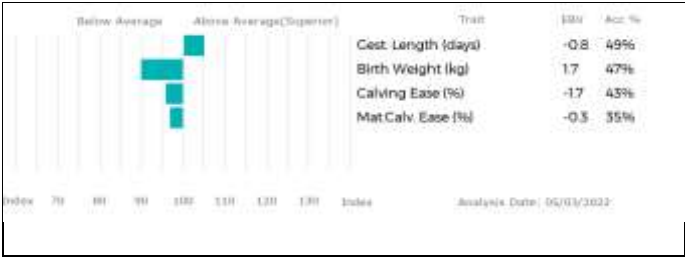 Below Average Above Average(Superior) Trait EBV Acc %
Gest. Length (days) -0.8 49%
Birth Weight (kg) 1.7 47%
Calving Ease (%) -1.7 43%
Mat.Calv. Ease (%) -0.3 35%
Index 70 80 90 100 110 120 130 Index Analysis Date: 05/03/2022